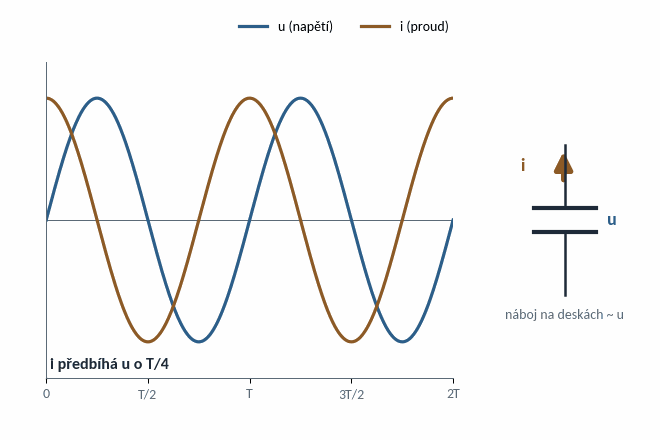 u (napětí)
i (proud)
i
u
náboj na deskách ~ u
i předbíhá u o T/4
0
T/2
T
3T/2
2T